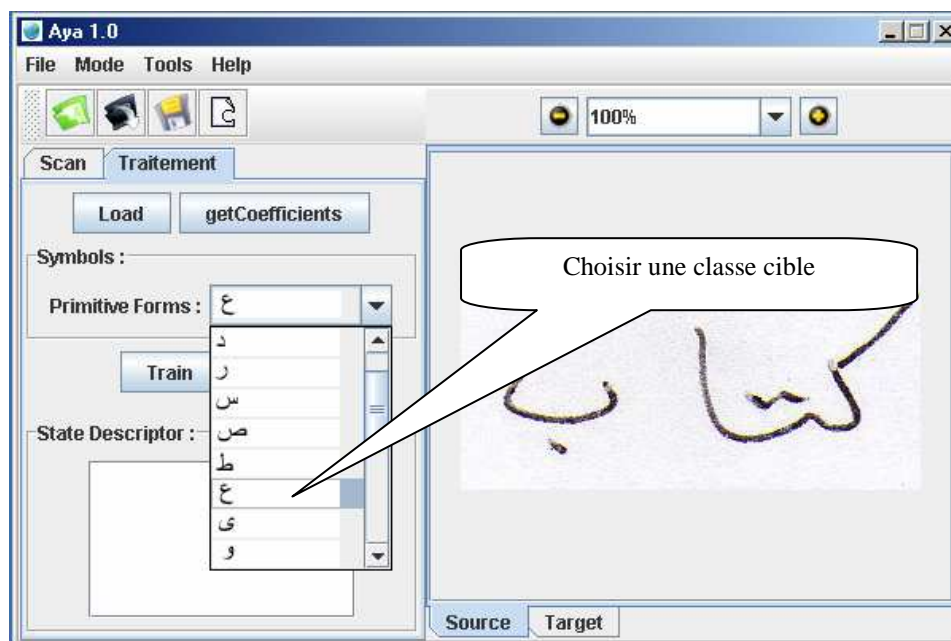 Aya 1.0
File Mode Tools Help
100%
Scan Traitement
Load getCoefficients
Symbols :
Primitive Forms : ع
د
ر
س
ص
ط
ع
ى
و
Train
State Descriptor :
Choisir une classe cible
كتاب
Source Target